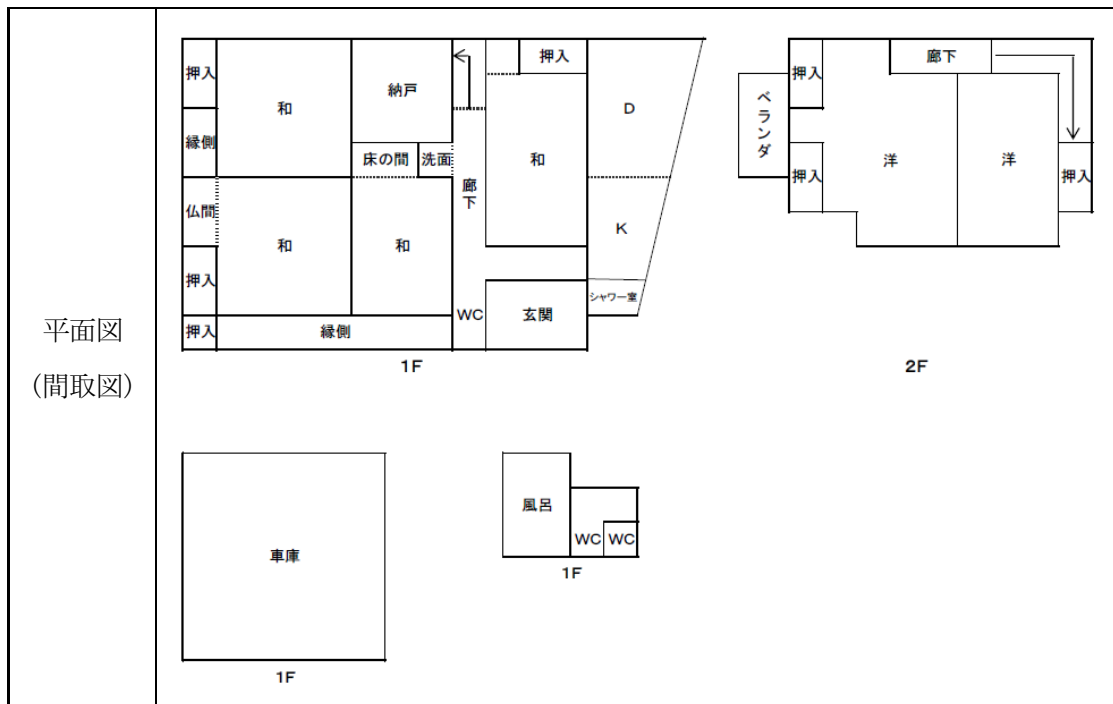 平面図
(間取図)
押入
和
納戸
押入
D
縁側
床の間
洗面
和
廊下
仏間
和
和
K
押入
シャワー室
押入
縁側
WC
玄関
1F
ベランダ
押入
廊下
洋
洋
押入
押入
2F
車庫
1F
風呂
WC
WC
1F